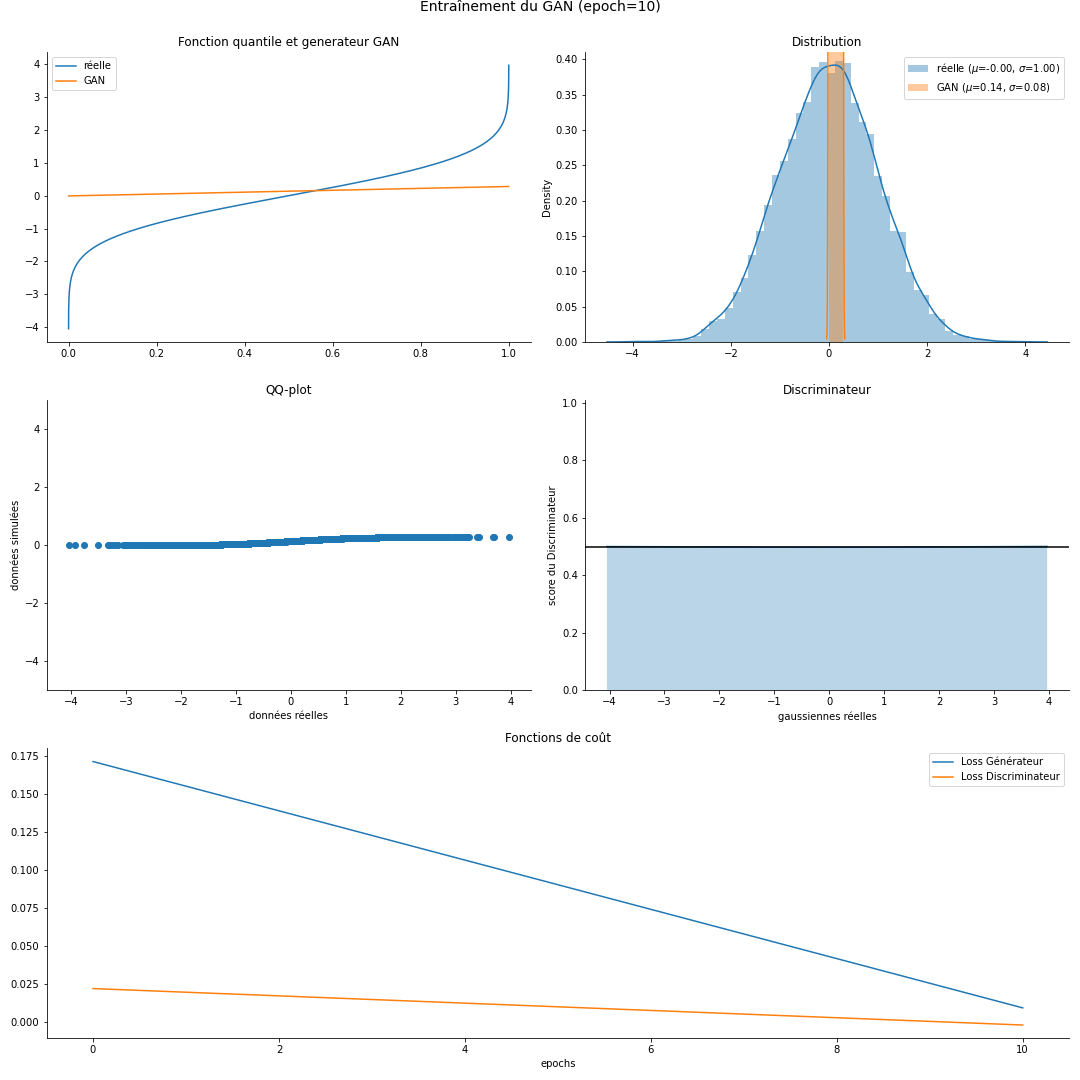 Entraînement du GAN (epoch=10)
Fonction quantile et generateur GAN
réelle
GAN
4
3
2
1
0
−1
−2
−3
−4
0.0 0.2 0.4 0.6 0.8 1.0
Distribution
réelle (μ=-0.00, σ=1.00)
GAN (μ=0.14, σ=0.08)
Density
0.40
0.35
0.30
0.25
0.20
0.15
0.10
0.05
0.00
−4 −2 0 2 4
QQ-plot
données simulées
4
2
0
−2
−4
−4 −3 −2 −1 0 1 2 3 4
données réelles
Discriminateur
score du Discriminateur
1.0
0.8
0.6
0.4
0.2
0.0
−4 −3 −2 −1 0 1 2 3 4
gaussiennes réelles
Fonctions de coût
Loss Générateur
Loss Discriminateur
0.175
0.150
0.125
0.100
0.075
0.050
0.025
0.000
0 2 4 6 8 10
epochs